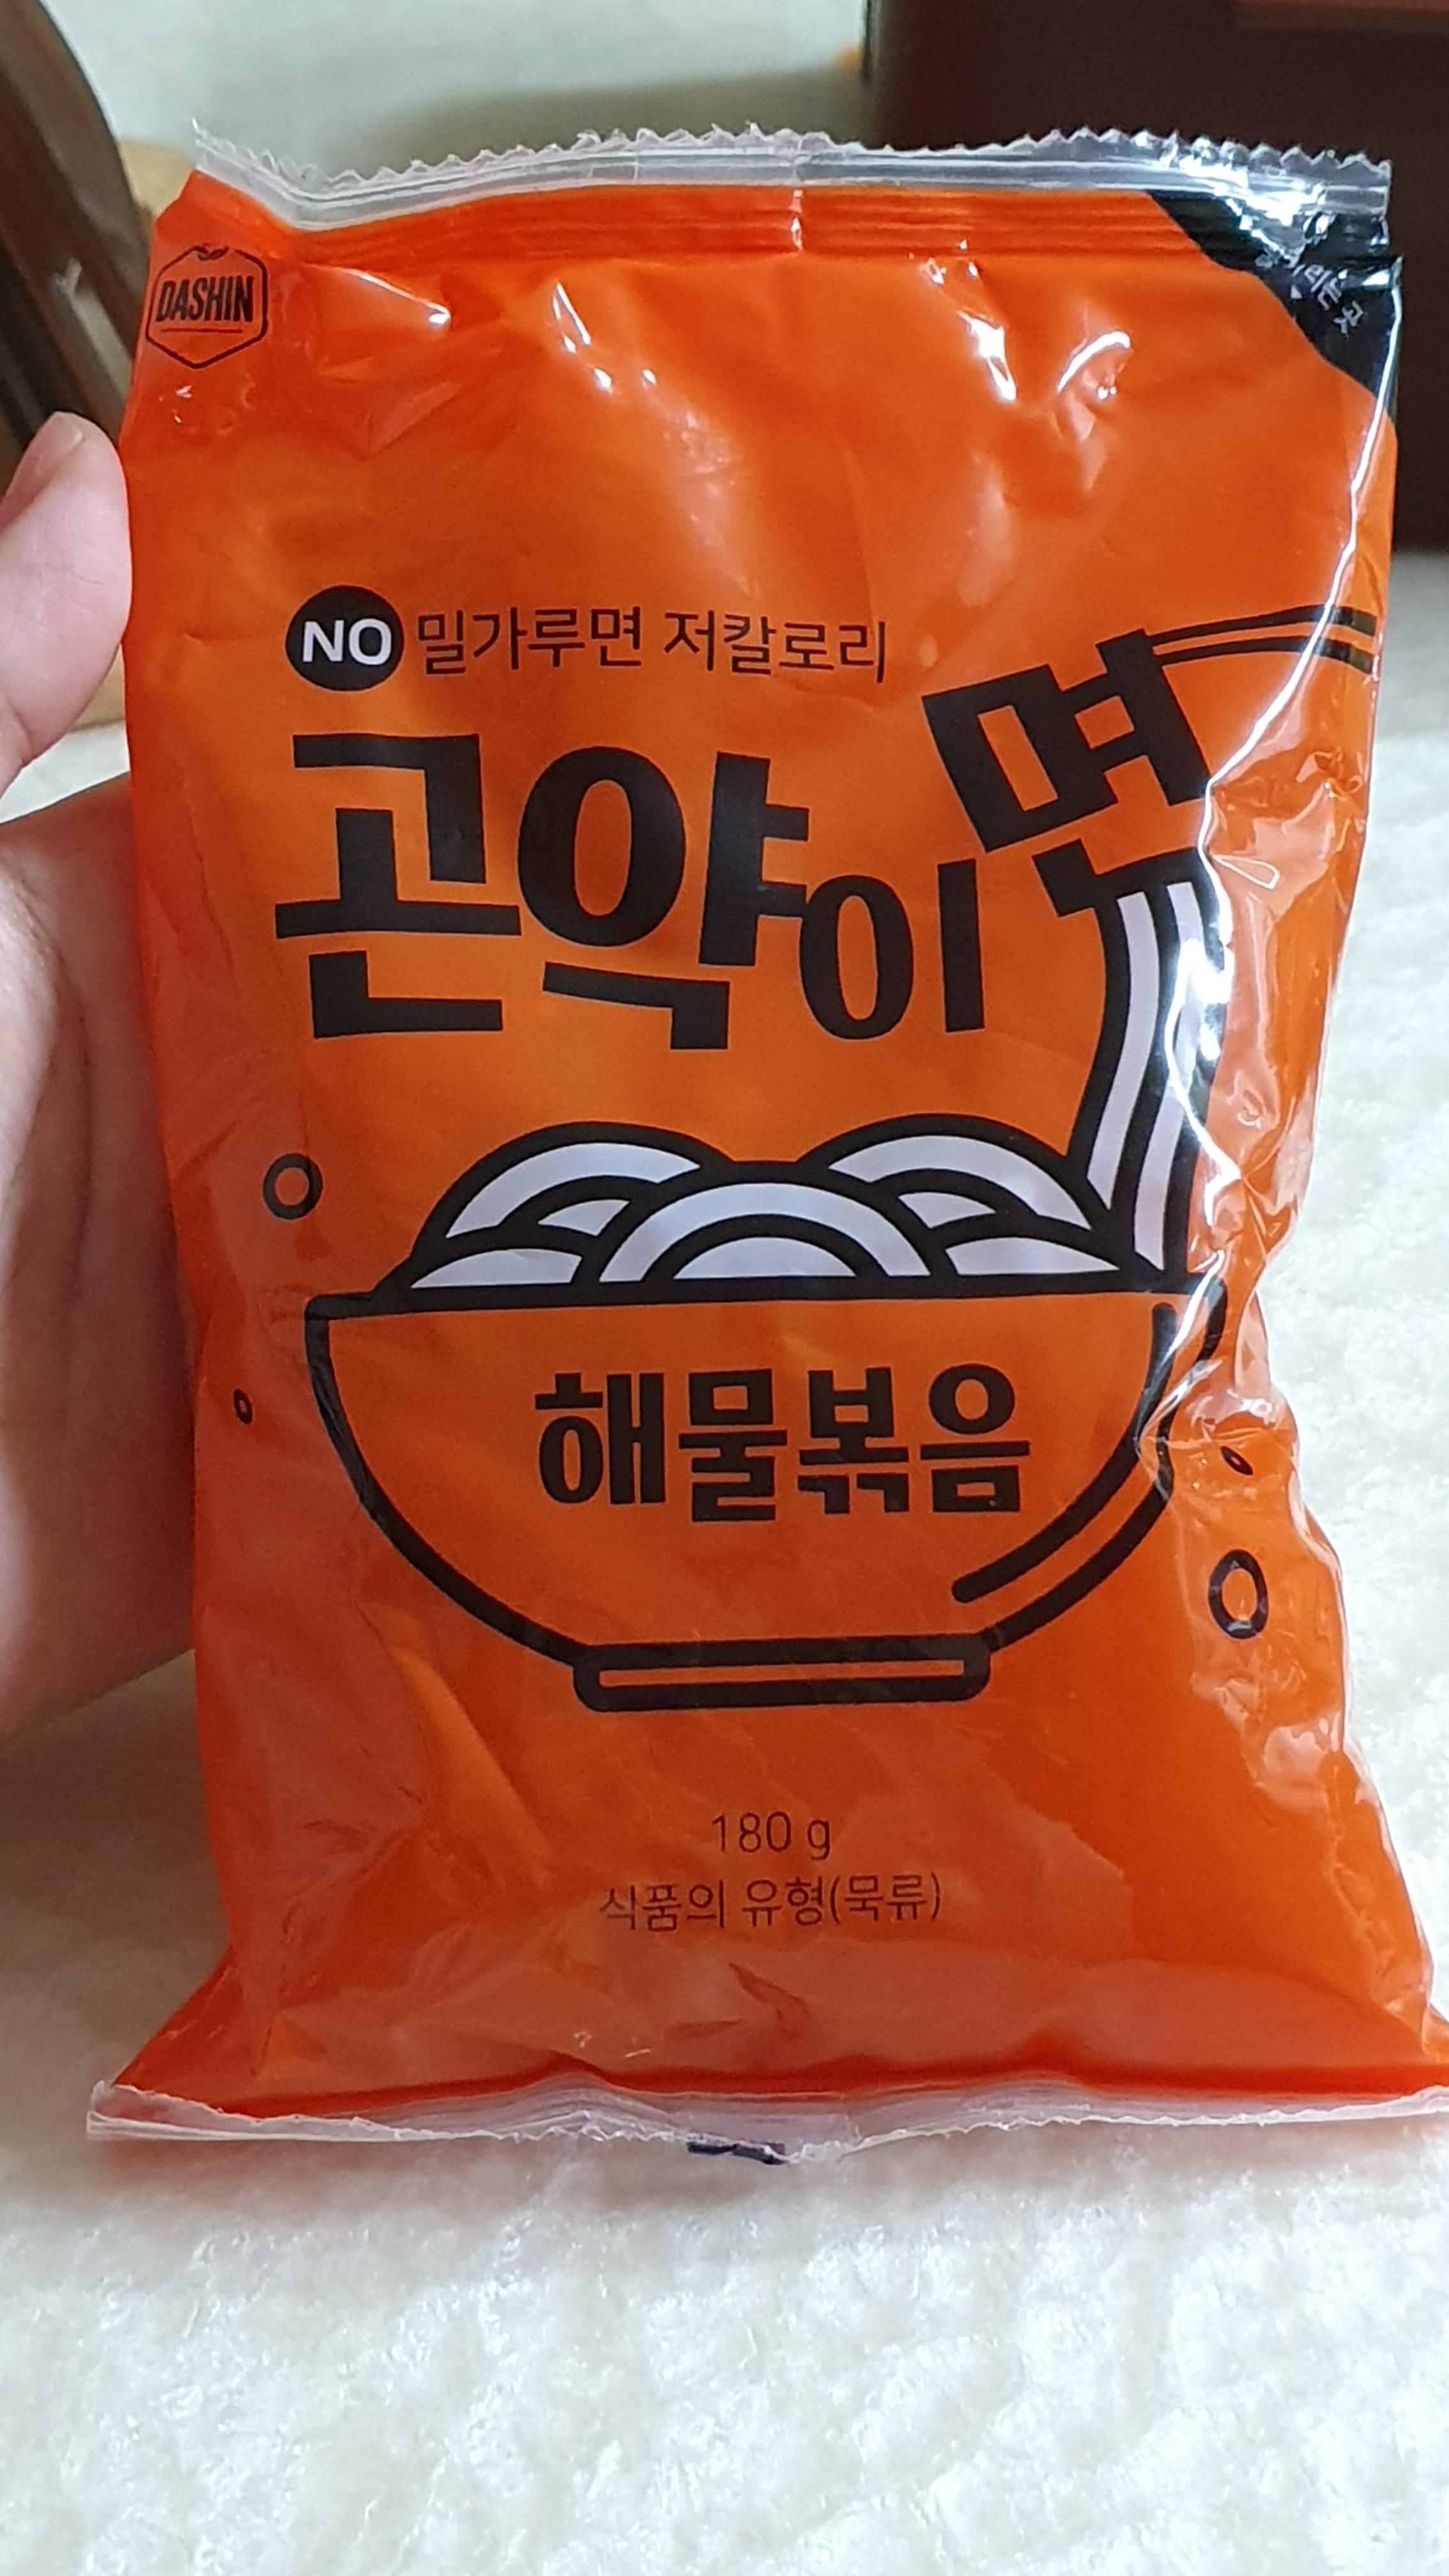 DASHIN
NO 밀가루면 저칼로리
곤약이면
해물볶음
180 g
식품의 유형(묵류)